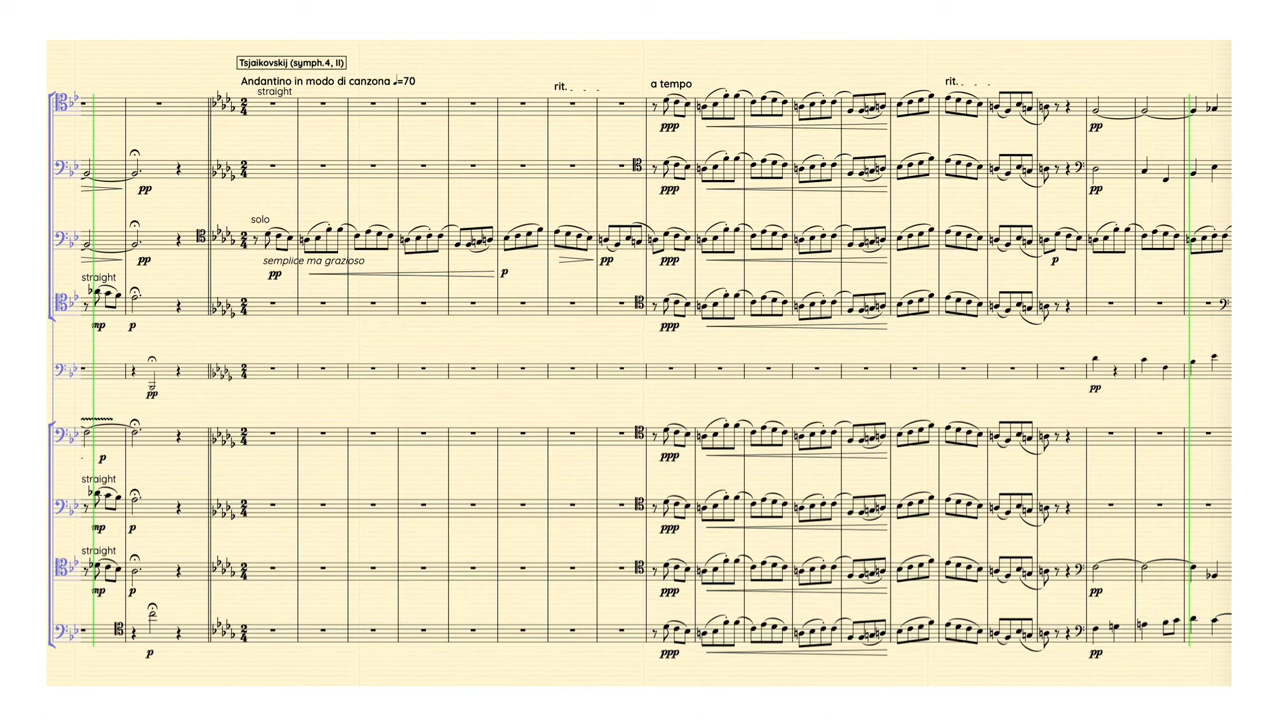 Tsjaikovskij (symph.4, II)
Andantino in modo di canzona ♩=70
straight
rit.
a tempo
rit.
ppp
pp
pp
ppp
pp
solo
pp
semplice ma grazioso
pp
p
pp
ppp
p
straight
mp
p
ppp
pp
pp
p
ppp
straight
mp
p
ppp
straight
mp
p
ppp
pp
p
ppp
pp